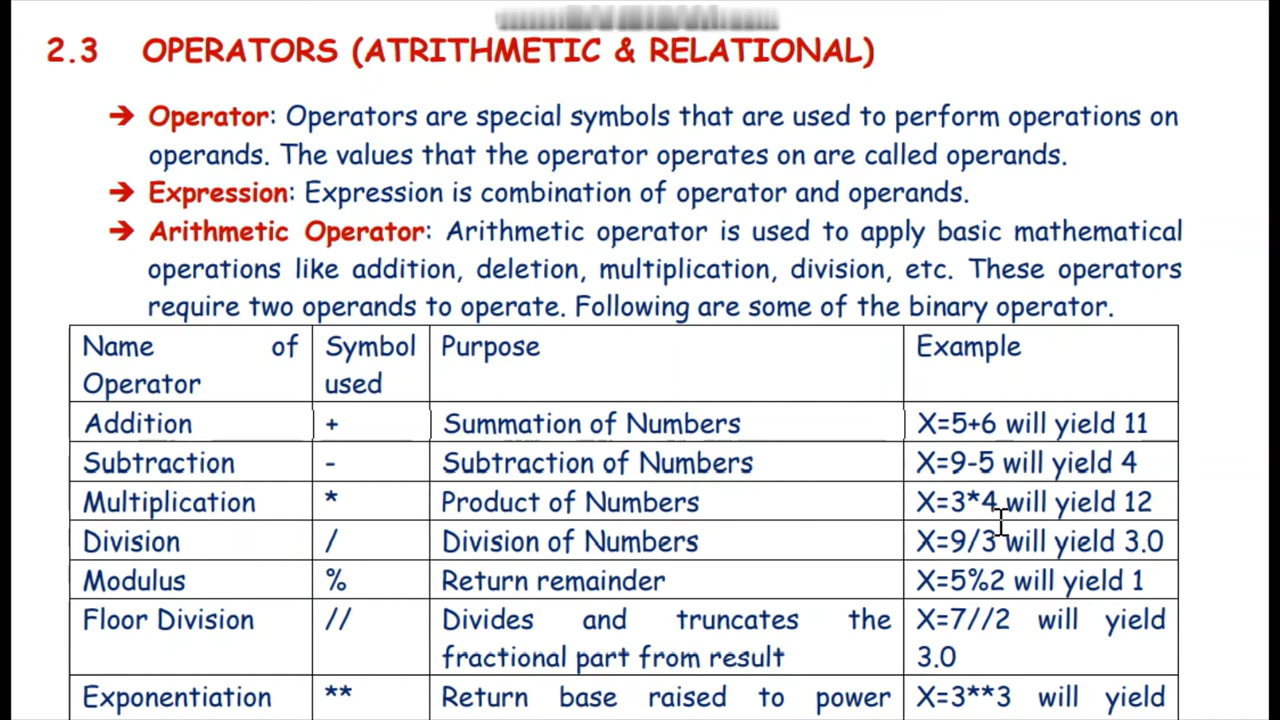 2.3 OPERATORS (ATRITHMETIC & RELATIONAL)
➔ Operator: Operators are special symbols that are used to perform operations on
operands. The values that the operator operates on are called operands.
➔ Expression: Expression is combination of operator and operands.
➔ Arithmetic Operator: Arithmetic operator is used to apply basic mathematical
operations like addition, deletion, multiplication, division, etc. These operators
require two operands to operate. Following are some of the binary operator.
Name of Operator Symbol used Purpose Example
Addition + Summation of Numbers X=5+6 will yield 11
Subtraction - Subtraction of Numbers X=9-5 will yield 4
Multiplication * Product of Numbers X=3*4 will yield 12
Division / Division of Numbers X=9/3 will yield 3.0
Modulus % Return remainder X=5%2 will yield 1
Floor Division // Divides and truncates the X=7//2 will yield
fractional part from result 3.0
Exponentiation ** Return base raised to power X=3**3 will yield